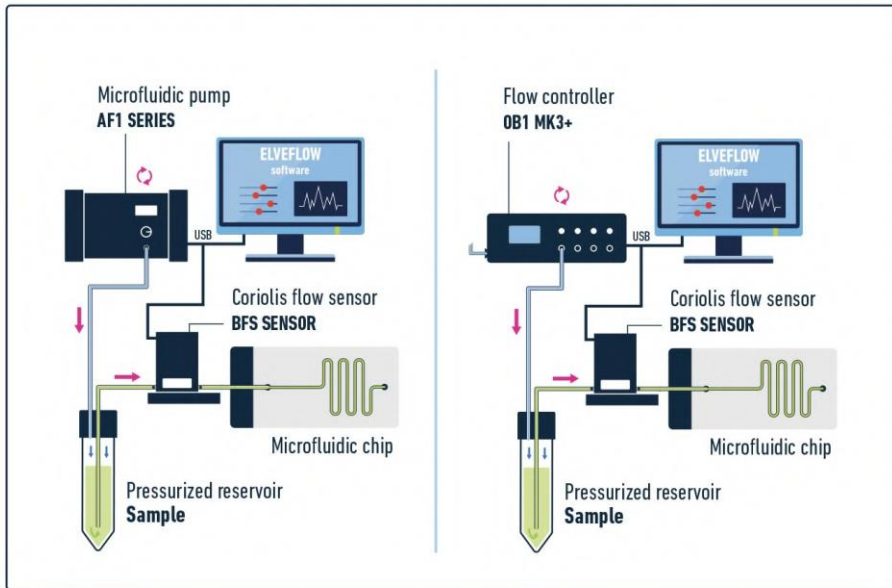 Microfluidic pump
AF1 SERIES
ELVEFLOW
software
USB
Coriolis flow sensor
BFS SENSOR
Microfluidic chip
Pressurized reservoir
Sample
Flow controller
OB1 MK3+
ELVEFLOW
software
USB
Coriolis flow sensor
BFS SENSOR
Microfluidic chip
Pressurized reservoir
Sample